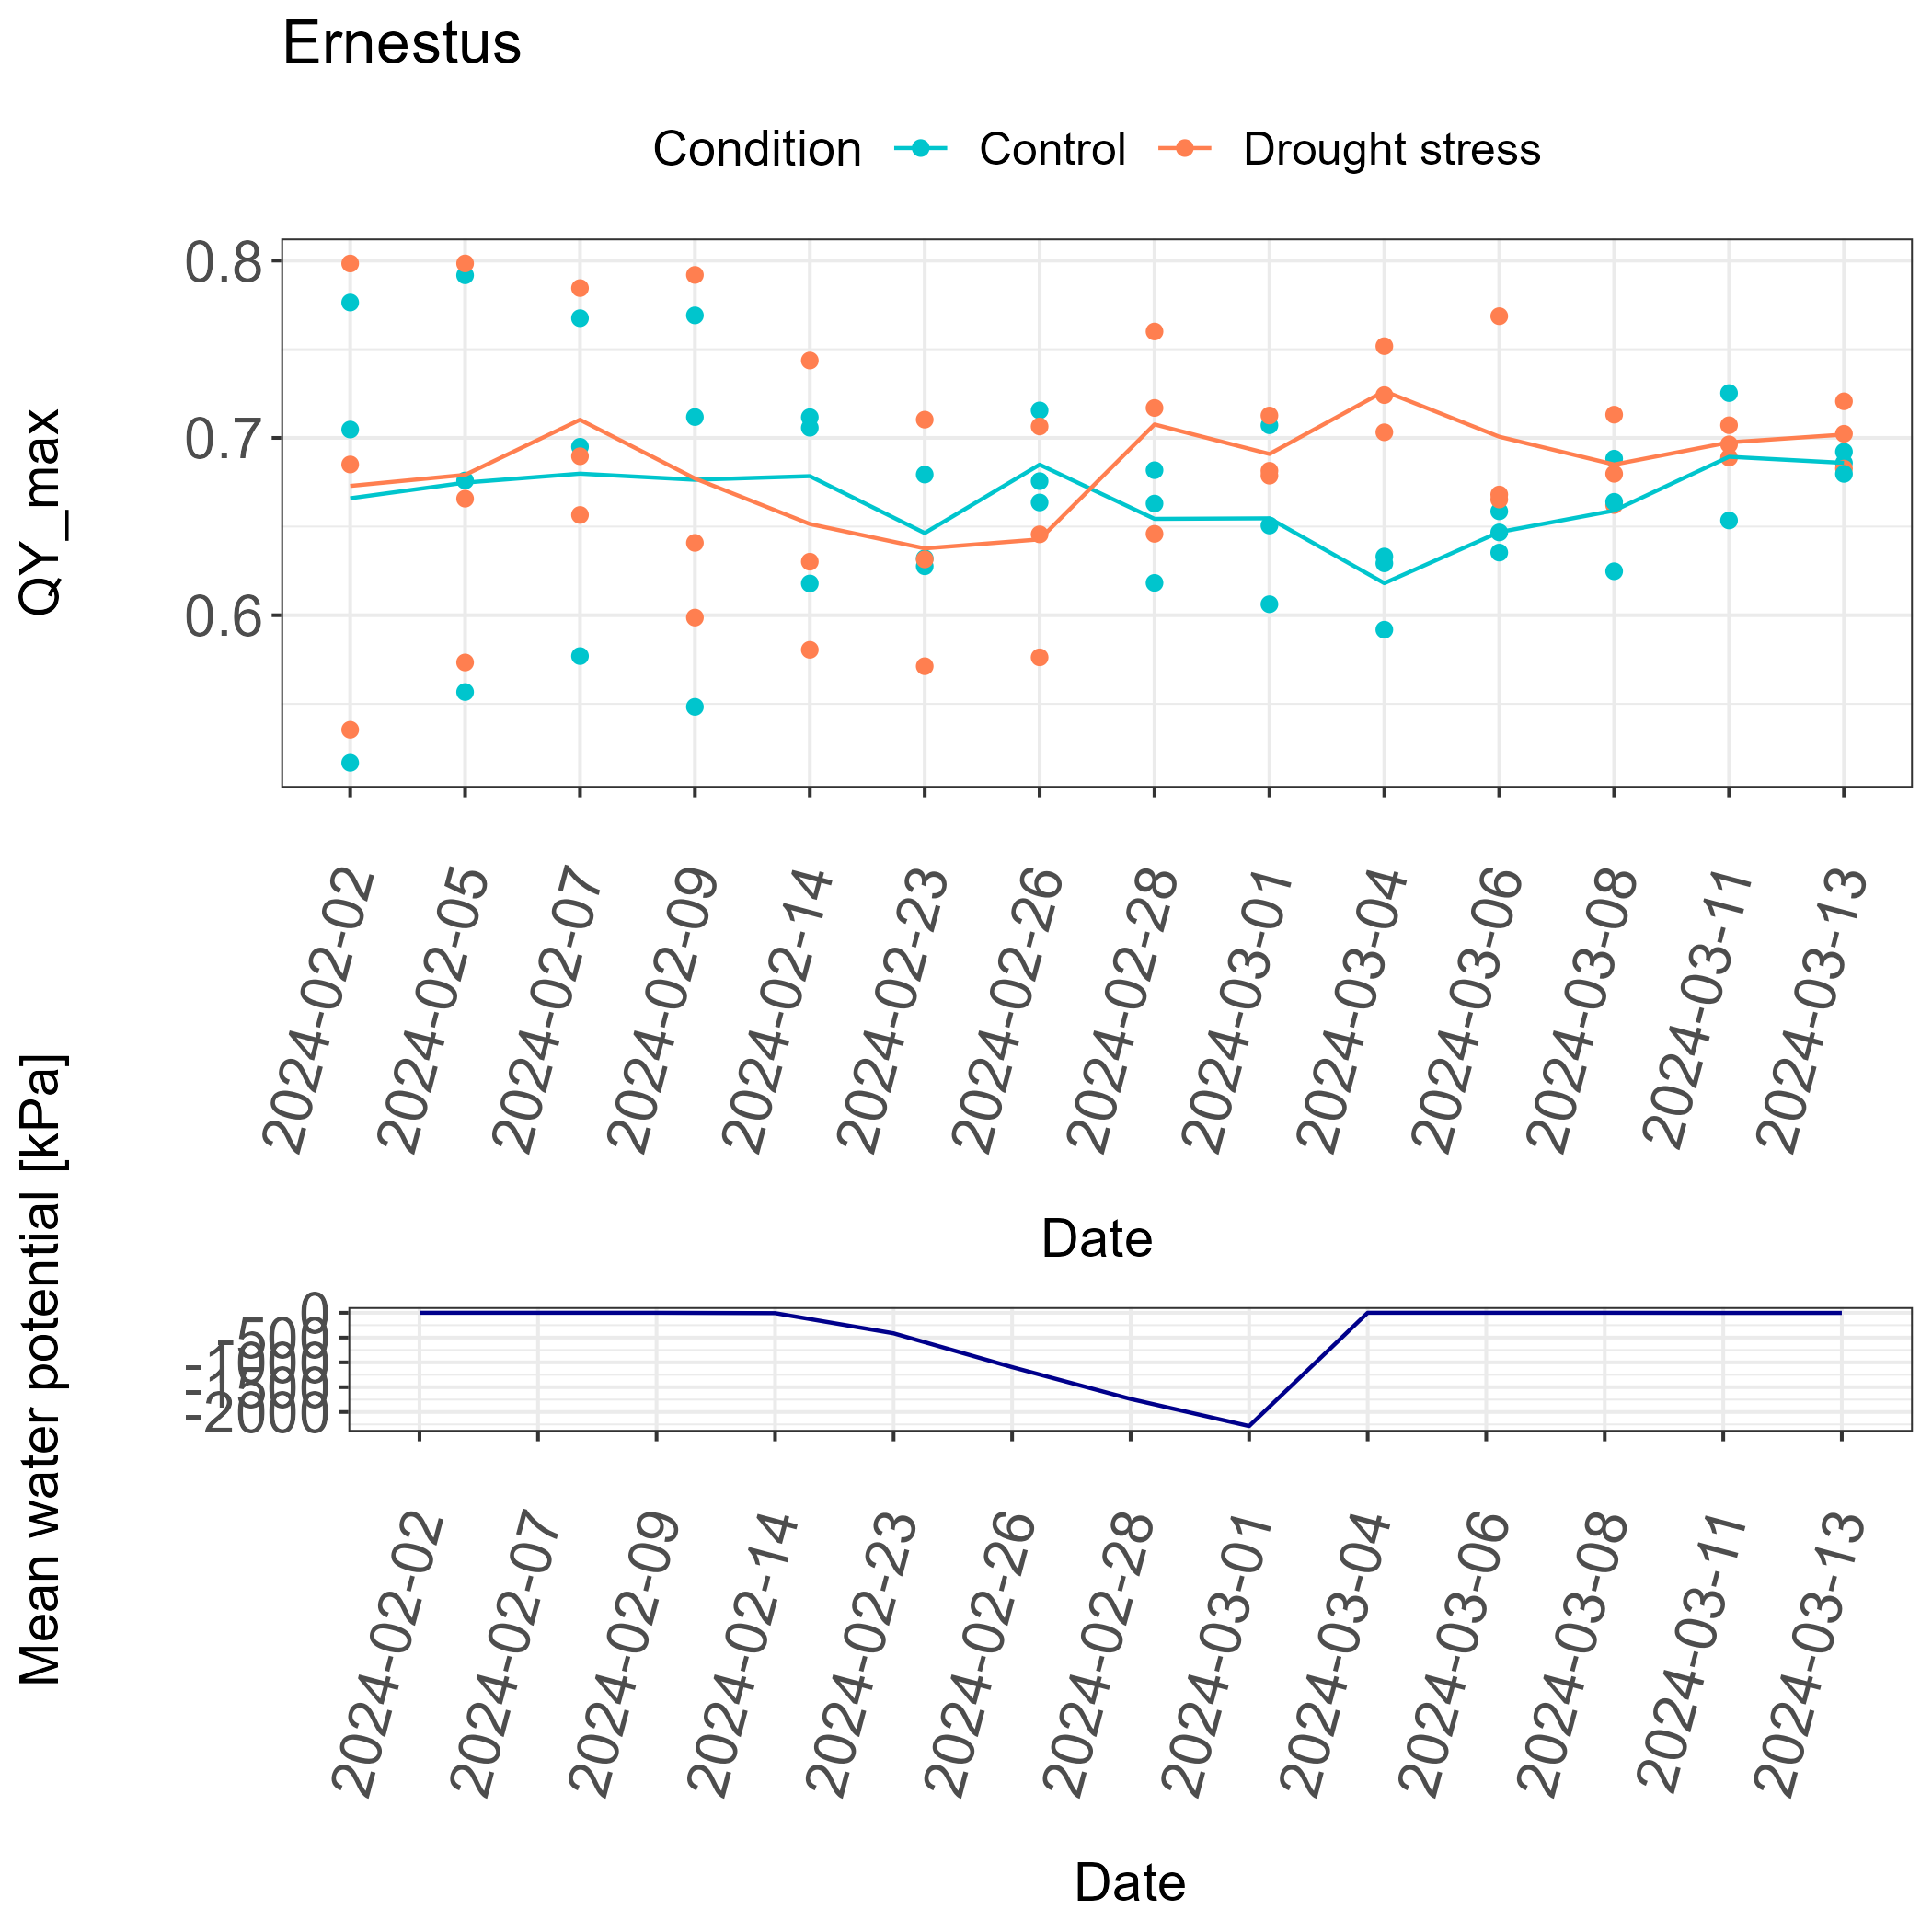 Ernestus
Condition Control Drought stress
QY_max
0.8
0.7
0.6
2024-02-02 2024-02-05 2024-02-07 2024-02-09 2024-02-14 2024-02-23 2024-02-26 2024-02-28 2024-03-01 2024-03-04 2024-03-06 2024-03-08 2024-03-11 2024-03-13
Date
Mean water potential [kPa]
0
-500
-1000
-1500
-2000
2024-02-02 2024-02-07 2024-02-09 2024-02-14 2024-02-23 2024-02-26 2024-02-28 2024-03-01 2024-03-04 2024-03-06 2024-03-08 2024-03-11 2024-03-13
Date